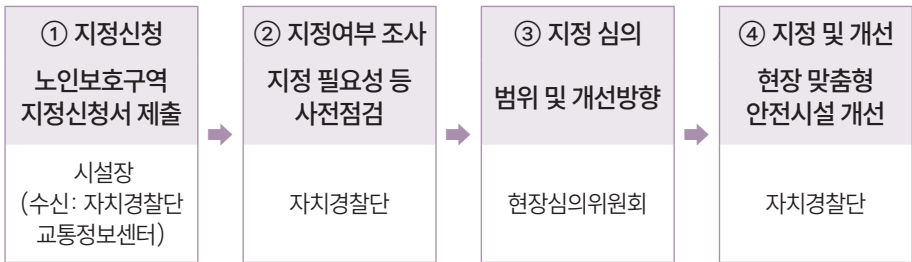 ① 지정신청
노인보호구역
지정신청서 제출
시설장
(수신: 자치경찰단
교통정보센터)
② 지정여부 조사
지정 필요성 등
사전점검
자치경찰단
③ 지정 심의
범위 및 개선방향
현장심의위원회
④ 지정 및 개선
현장 맞춤형
안전시설 개선
자치경찰단